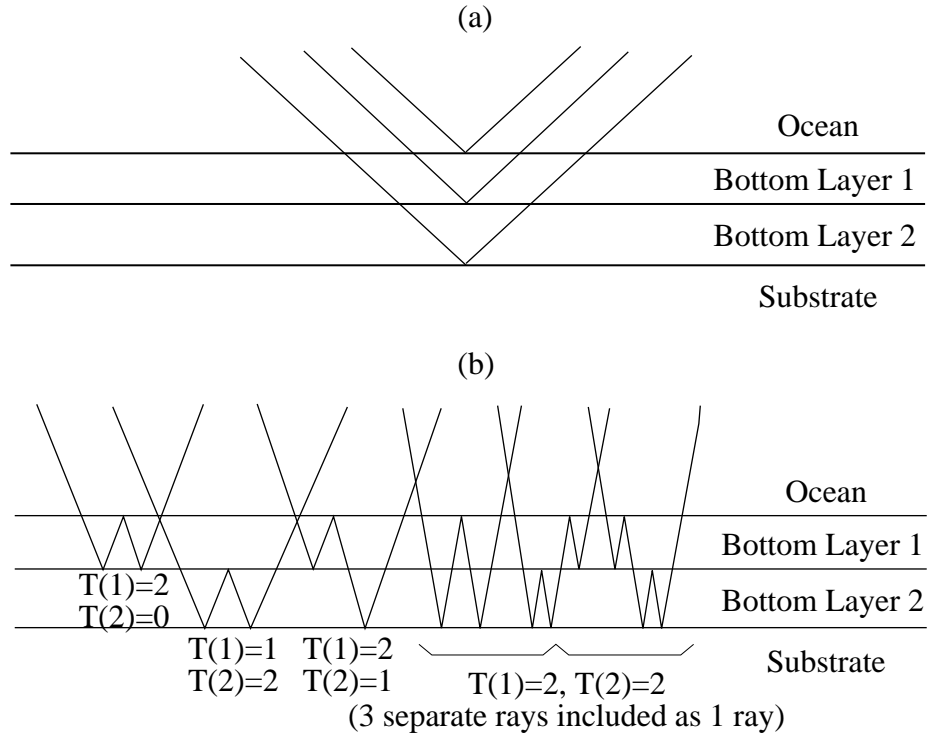 (a)
Ocean
Bottom Layer 1
Bottom Layer 2
Substrate
(b)
Ocean
Bottom Layer 1
Bottom Layer 2
Substrate
T(1)=2
T(2)=0
T(1)=1
T(2)=2
T(1)=2
T(2)=1
T(1)=2, T(2)=2
(3 separate rays included as 1 ray)